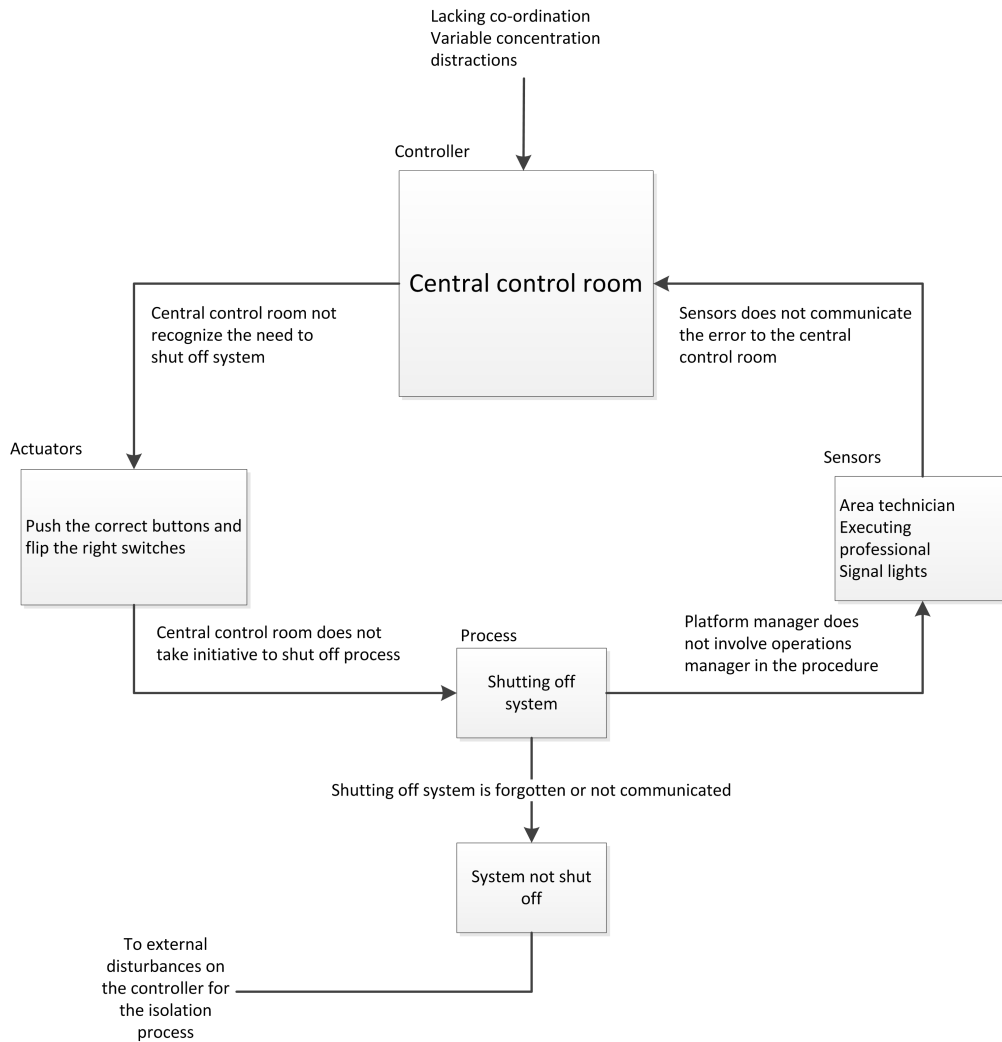 Lacking co-ordination
Variable concentration
distractions
Controller
Central control room
Central control room not
recognize the need to
shut off system
Sensors does not communicate
the error to the central
control room
Actuators
Push the correct buttons and
flip the right switches
Sensors
Area technician
Executing
professional
Signal lights
Central control room does not
take initiative to shut off process
Process
Shutting off
system
Platform manager does
not involve operations
manager in the procedure
Shutting off system is forgotten or not communicated
System not shut
off
To external
disturbances on
the controller for
the isolation
process